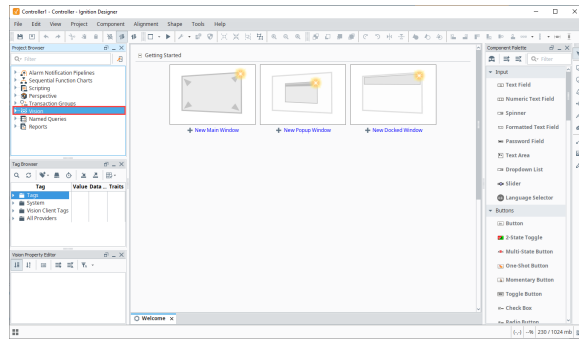 Controller1 - Controller1 - Ignition Designer
File Edit View Project Component Alignment Shape Tools Help
Project Browser
Filter
Alarm Notification Pipelines
Sequential Function Charts
Scripting
Perspective
Transaction Groups
Vision
Named Queries
Reports
Tag Browser
Tag Value Data ... Traits
Tags
System
Vision Client Tags
All Providers
Vision Property Editor
Getting Started
New Main Window
New Popup Window
New Docked Window
Welcome x
Component Palette
Filter
Input
Text Field
Numeric Text Field
Spinner
Formatted Text Field
Password Field
Text Area
Dropdown List
Slider
Language Selector
Buttons
Button
2-State Toggle
Multi-State Button
One-Shot Button
Momentary Button
Toggle Button
Check Box
Radio Button
230 / 1024 mb